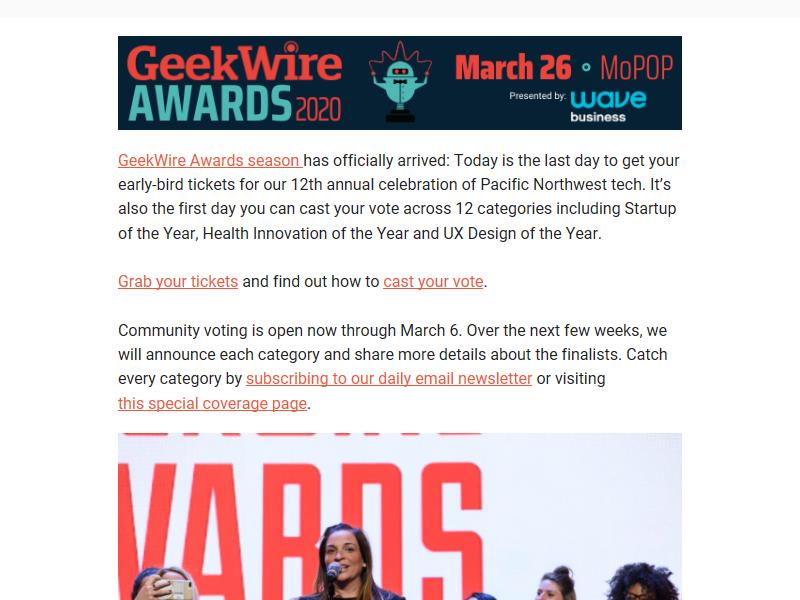 GeekWire
AWARDS 2020
March 26 • MoPOP
Presented by: wave
business
GeekWire Awards season has officially arrived: Today is the last day to get your
early-bird tickets for our 12th annual celebration of Pacific Northwest tech. It’s
also the first day you can cast your vote across 12 categories including Startup
of the Year, Health Innovation of the Year and UX Design of the Year.
Grab your tickets and find out how to cast your vote.
Community voting is open now through March 6. Over the next few weeks, we
will announce each category and share more details about the finalists. Catch
every category by subscribing to our daily email newsletter or visiting
this special coverage page.
WARDS